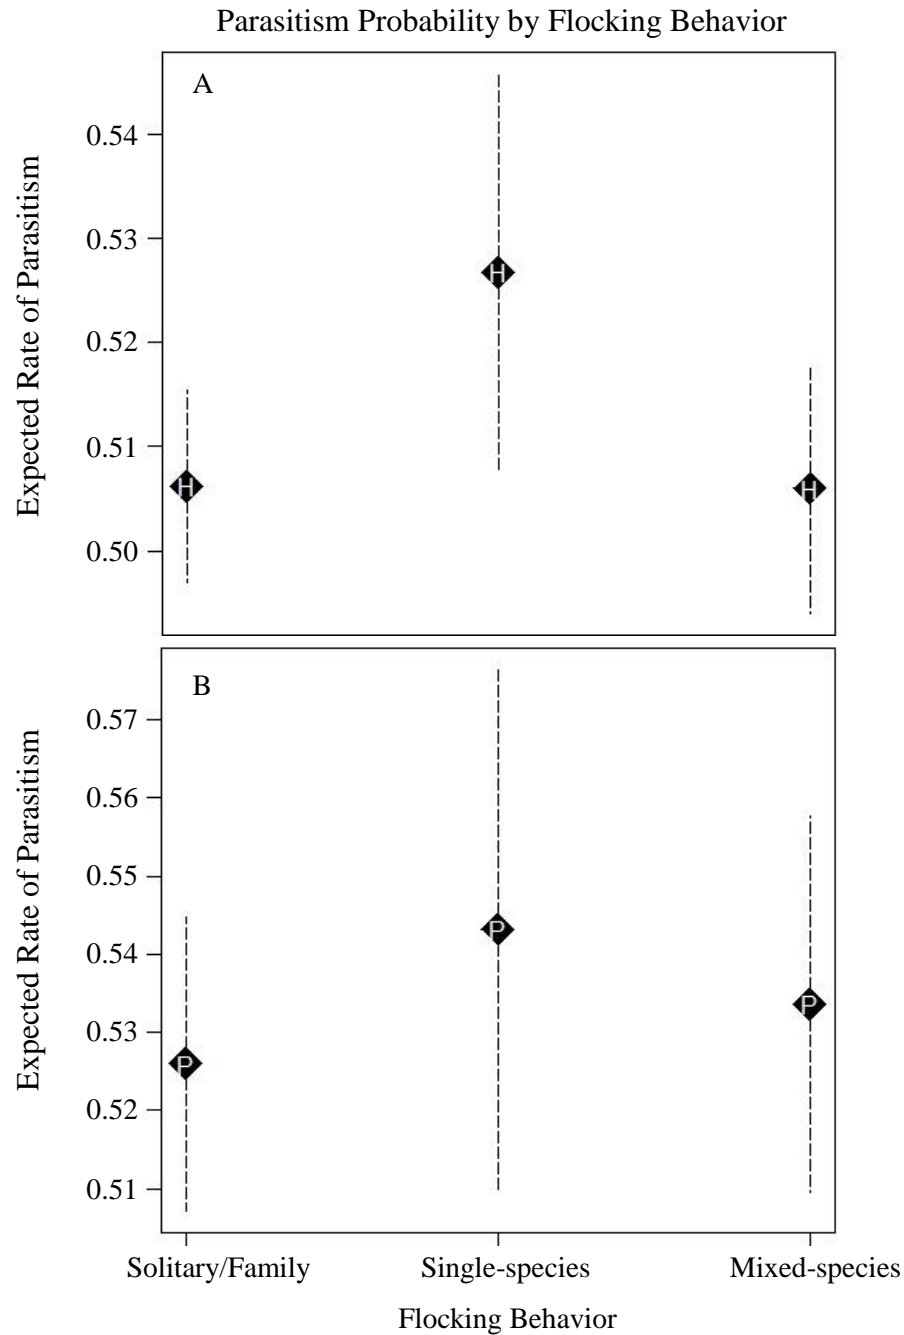 Parasitism Probability by Flocking Behavior
A
Expected Rate of Parasitism
0.54
0.53
0.52
0.51
0.50
H
H
H
B
Expected Rate of Parasitism
0.57
0.56
0.55
0.54
0.53
0.52
0.51
P
P
P
Solitary/Family Single-species Mixed-species
Flocking Behavior